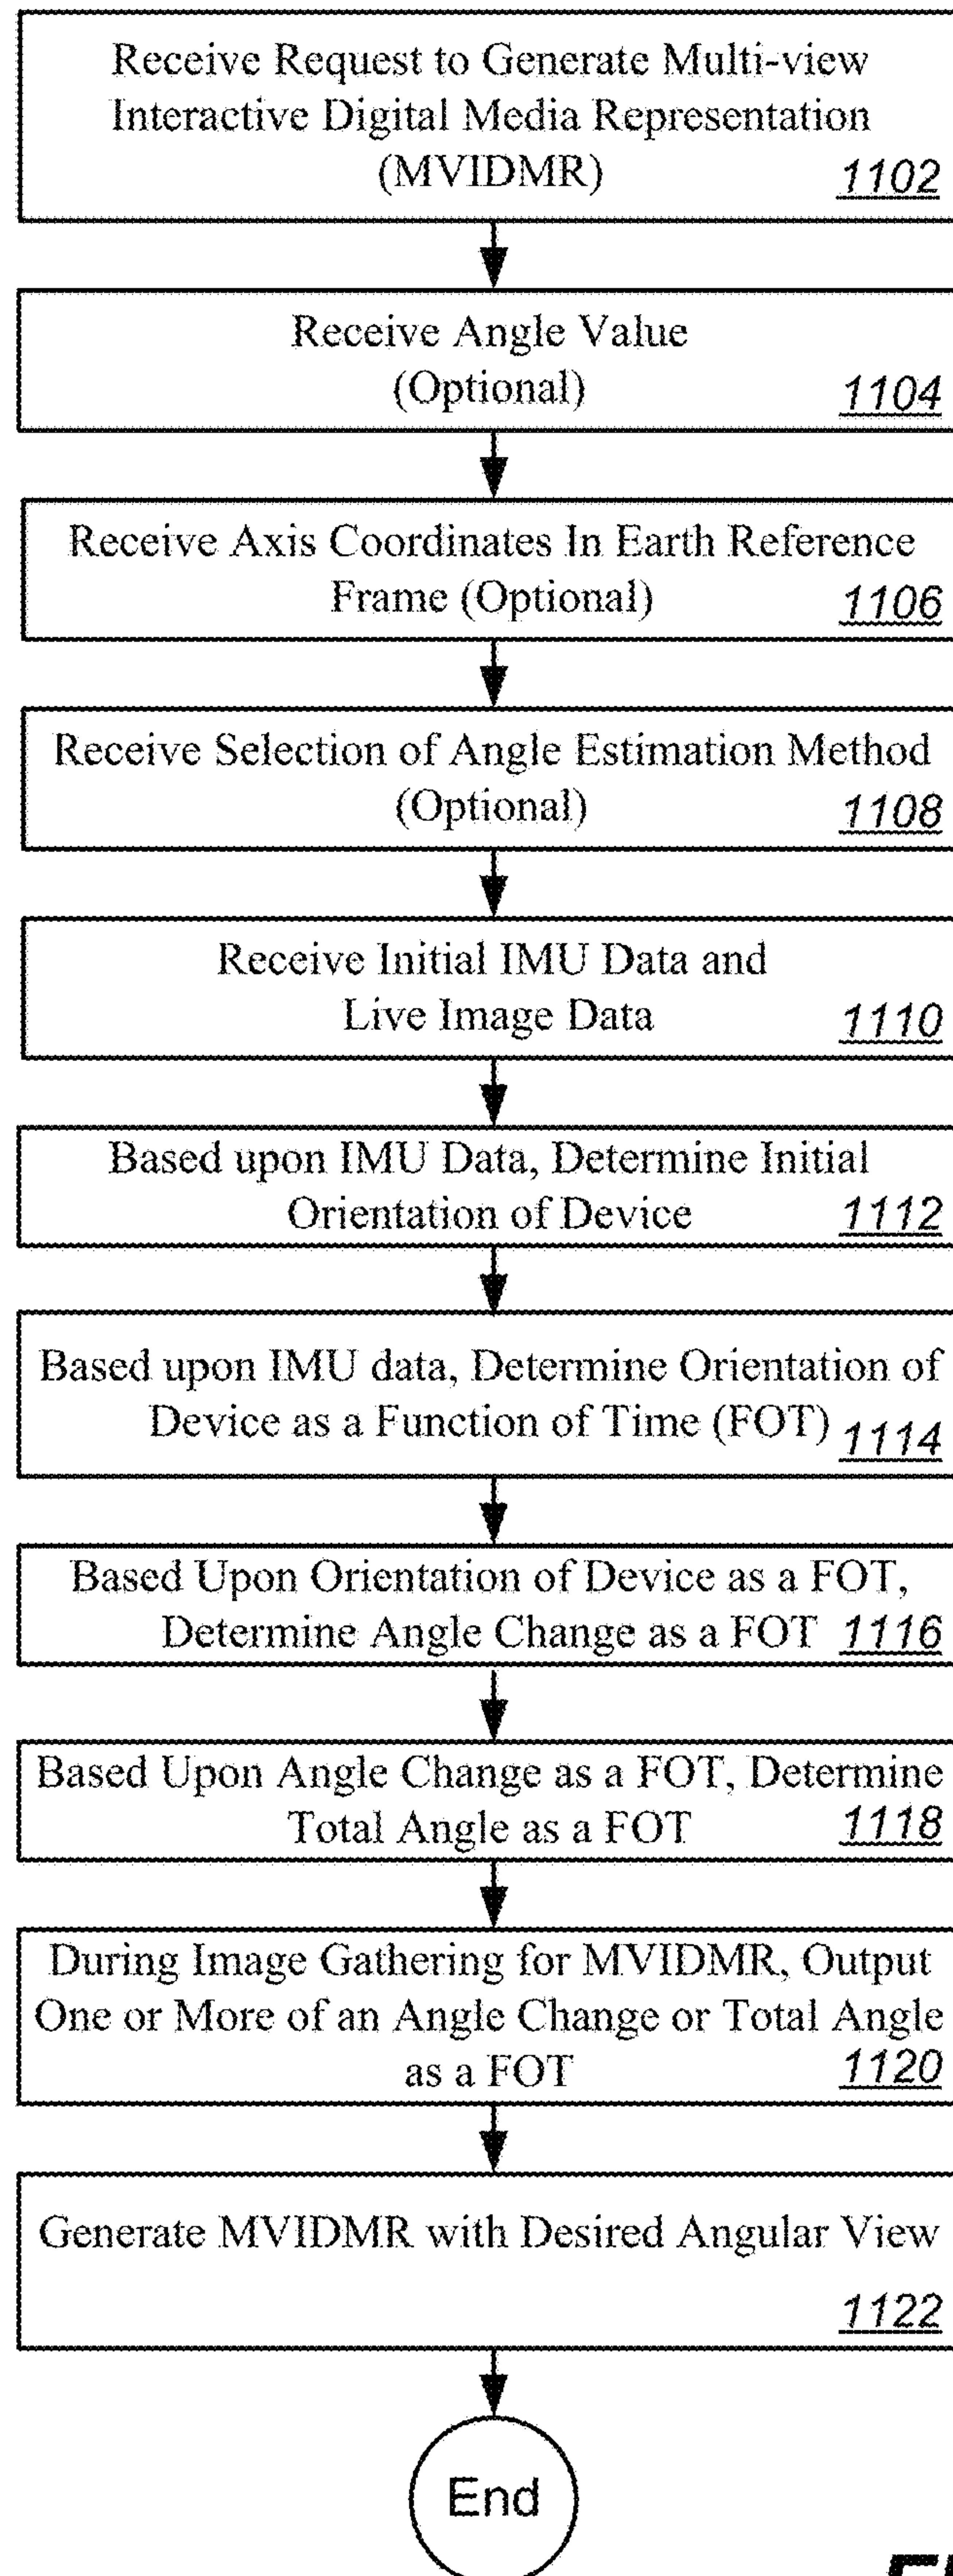 Receive Request to Generate Multi-view
Interactive Digital Media Representation
(MVIDMR)
1102
Receive Angle Value
(Optional)
1104
Receive Axis Coordinates In Earth Reference
Frame (Optional)
1106
Receive Selection of Angle Estimation Method
(Optional)
1108
Receive Initial IMU Data and
Live Image Data
1110
Based upon IMU Data, Determine Initial
Orientation of Device
1112
Based upon IMU data, Determine Orientation of
Device as a Function of Time (FOT)
1114
Based Upon Orientation of Device as a FOT,
Determine Angle Change as a FOT
1116
Based Upon Angle Change as a FOT, Determine
Total Angle as a FOT
1118
During Image Gathering for MVIDMR, Output
One or More of an Angle Change or Total Angle
as a FOT
1120
Generate MVIDMR with Desired Angular View
1122
End